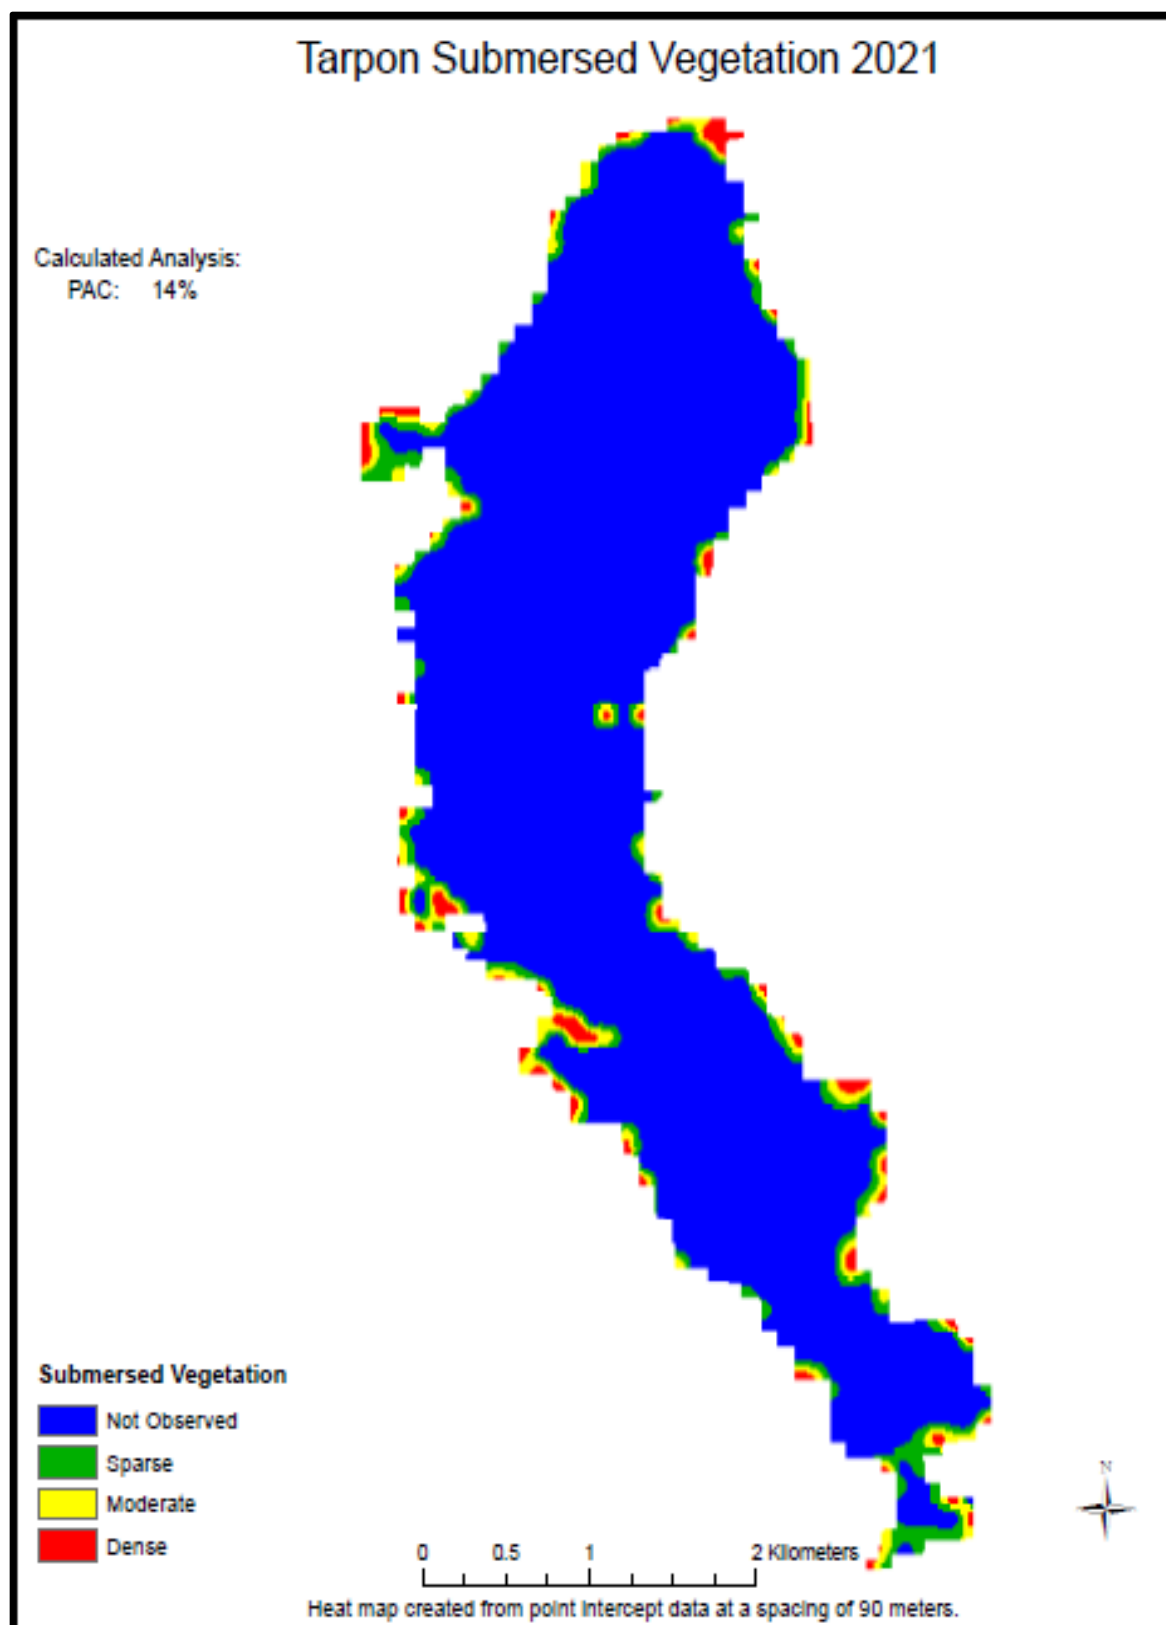 Tarpon Submersed Vegetation 2021
Calculated Analysis:
PAC: 14%
Submersed Vegetation
Not Observed
Sparse
Moderate
Dense
N
0 0.5 1 2 Kilometers
Heat map created from point intercept data at a spacing of 90 meters.